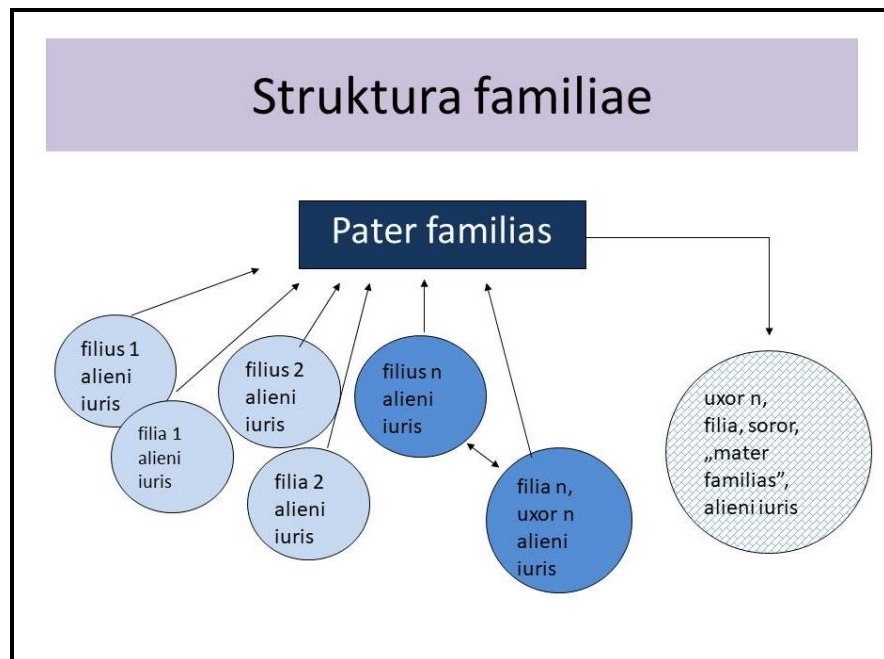 Struktura familiae
Pater familias
filius 1
alieni
iuris
filia 1
alieni
iuris
filius 2
alieni
iuris
filia 2
alieni
iuris
filius n
alieni
iuris
filia n,
uxor n
alieni
iuris
uxor n,
filia, soror,
„mater
familias”,
alieni iuris